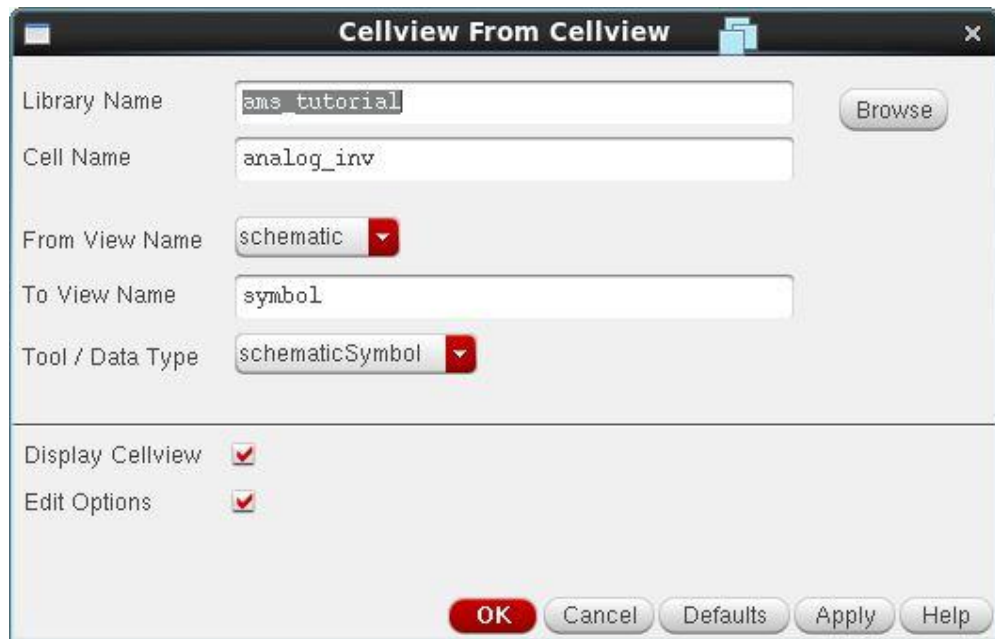 Cellview From Cellview
Library Name ams_tutorial Browse
Cell Name analog_inv
From View Name schematic
To View Name symbol
Tool / Data Type schematicSymbol
Display Cellview
Edit Options
OK Cancel Defaults Apply Help